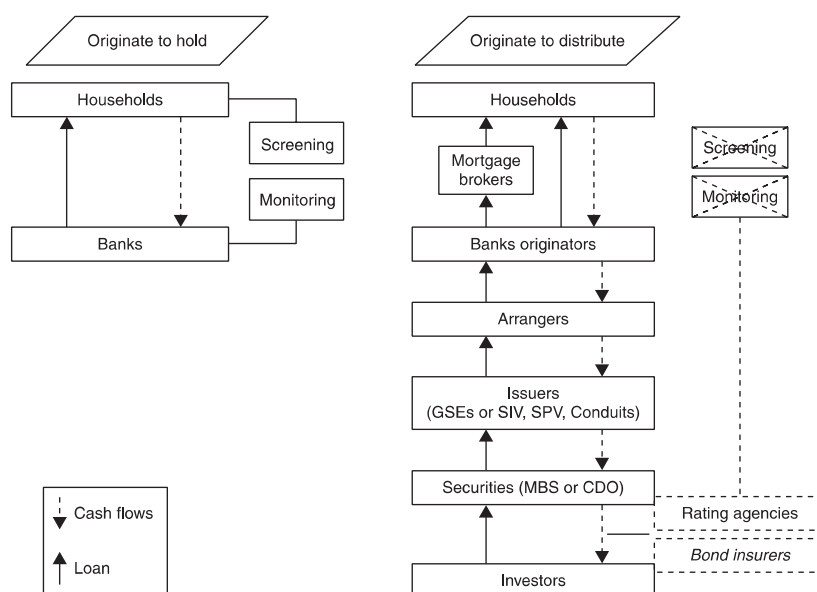 Originate to hold
Households
Screening
Monitoring
Banks
Originate to distribute
Households
Mortgage
brokers
Screening
Monitoring
Banks originators
Arrangers
Issuers
(GSEs or SIV, SPV, Conduits)
Securities (MBS or CDO)
Rating agencies
Bond insurers
Investors
Cash flows
Loan